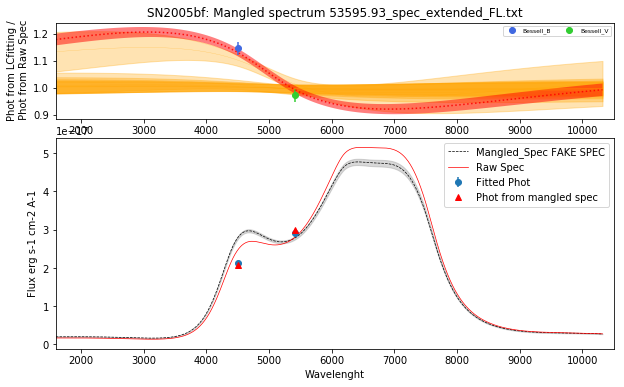 SN2005bf: Mangled spectrum 53595.93_spec_extended_FL.txt
Phot from LCfitting /
Phot from Raw Spec
1.2
1.1
1.0
0.9
Bessell_B
Bessell_V
2000 3000 4000 5000 6000 7000 8000 9000 10000
1e-17
Flux erg s-1 cm-2 A-1
5
4
3
2
1
0
Mangled_Spec FAKE SPEC
Raw Spec
Fitted Phot
Phot from mangled spec
2000 3000 4000 5000 6000 7000 8000 9000 10000
Wavelenght